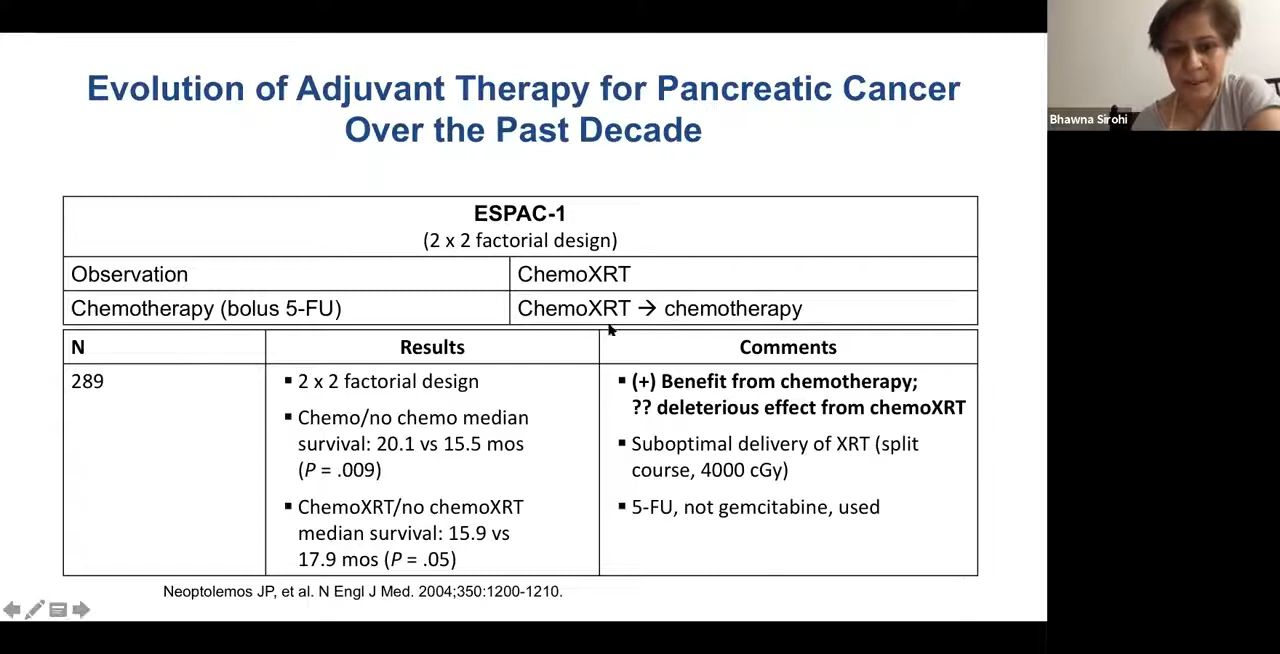 Evolution of Adjuvant Therapy for Pancreatic Cancer
Over the Past Decade
Bhawna Sirohi
ESPAC-1
(2 x 2 factorial design)
Observation
ChemoXRT
Chemotherapy (bolus 5-FU)
ChemoXRT → chemotherapy
N
Results
Comments
289
▪ 2 x 2 factorial design
▪ Chemo/no chemo median
survival: 20.1 vs 15.5 mos
(P = .009)
▪ ChemoXRT/no chemoXRT
median survival: 15.9 vs
17.9 mos (P = .05)
▪ (+) Benefit from chemotherapy;
?? deleterious effect from chemoXRT
▪ Suboptimal delivery of XRT (split
course, 4000 cGy)
▪ 5-FU, not gemcitabine, used
Neoptolemos JP, et al. N Engl J Med. 2004;350:1200-1210.